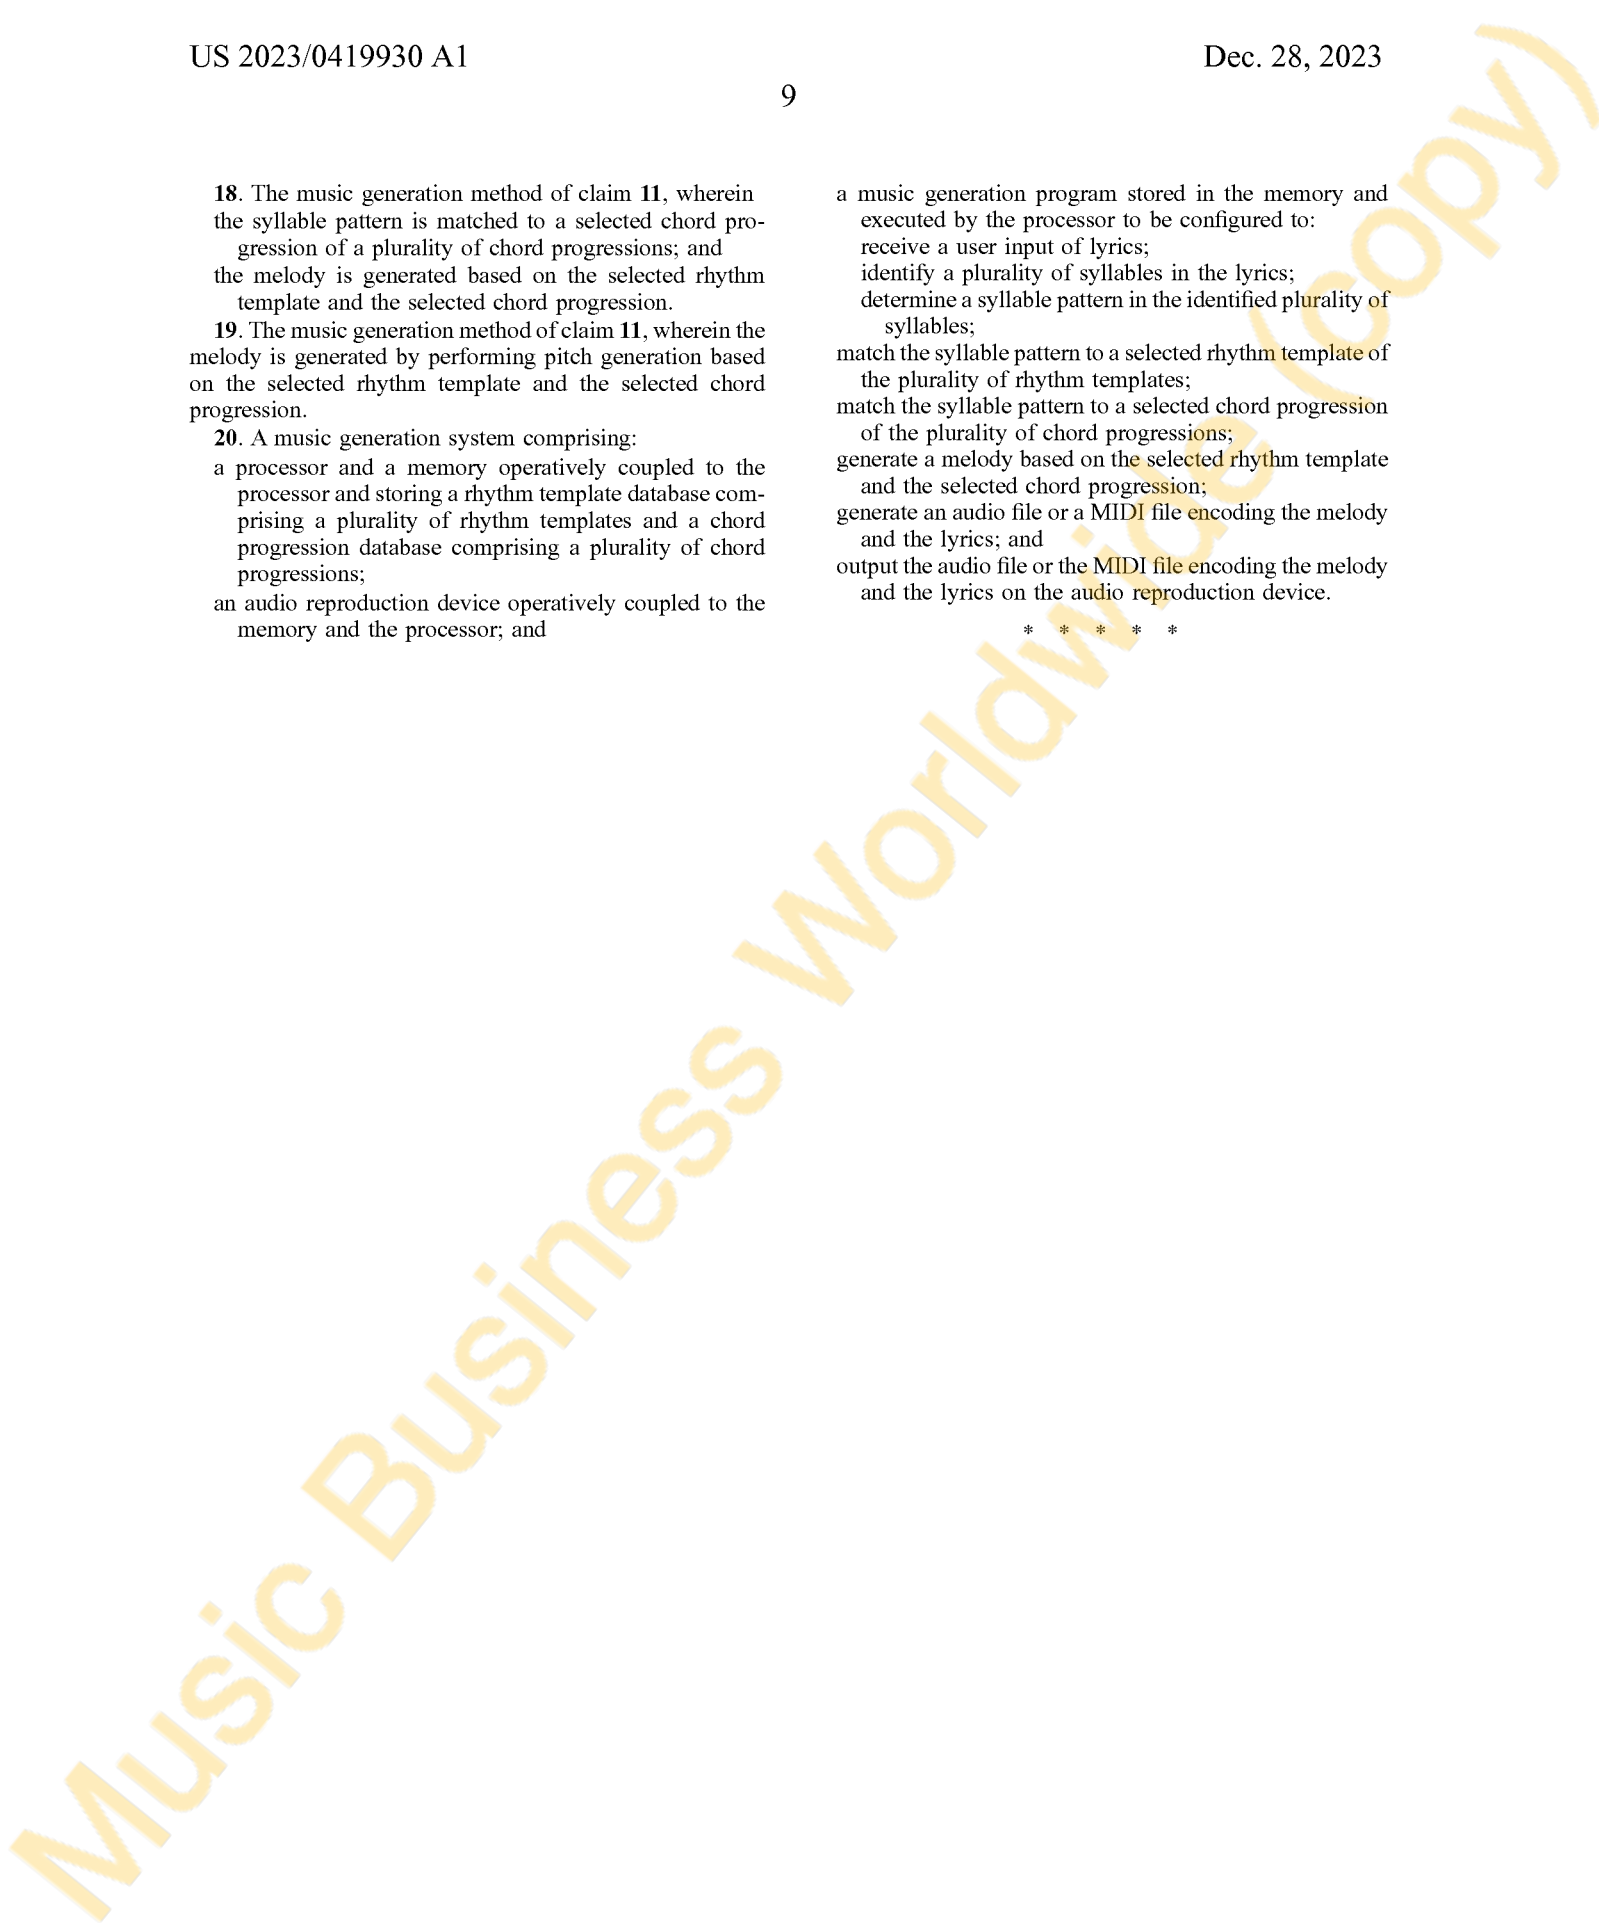 US 2023/0419930 A1
Dec. 28, 2023
9
18. The music generation method of claim 11, wherein
the syllable pattern is matched to a selected chord pro-
gression of a plurality of chord progressions; and
the melody is generated based on the selected rhythm
template and the selected chord progression.
19. The music generation method of claim 11, wherein the
melody is generated by performing pitch generation based
on the selected rhythm template and the selected chord
progression.
20. A music generation system comprising:
a processor and a memory operatively coupled to the
processor and storing a rhythm template database com-
prising a plurality of rhythm templates and a chord
progression database comprising a plurality of chord
progressions;
an audio reproduction device operatively coupled to the
memory and the processor; and
a music generation program stored in the memory and
executed by the processor to be configured to:
receive a user input of lyrics;
identify a plurality of syllables in the lyrics;
determine a syllable pattern in the identified plurality of
syllables;
match the syllable pattern to a selected rhythm template of
the plurality of rhythm templates;
match the syllable pattern to a selected chord progression
of the plurality of chord progressions;
generate a melody based on the selected rhythm template
and the selected chord progression;
generate an audio file or a MIDI file encoding the melody
and the lyrics; and
output the audio file or the MIDI file encoding the melody
and the lyrics on the audio reproduction device.
* * * * *
Music Business Worldwide (copy)